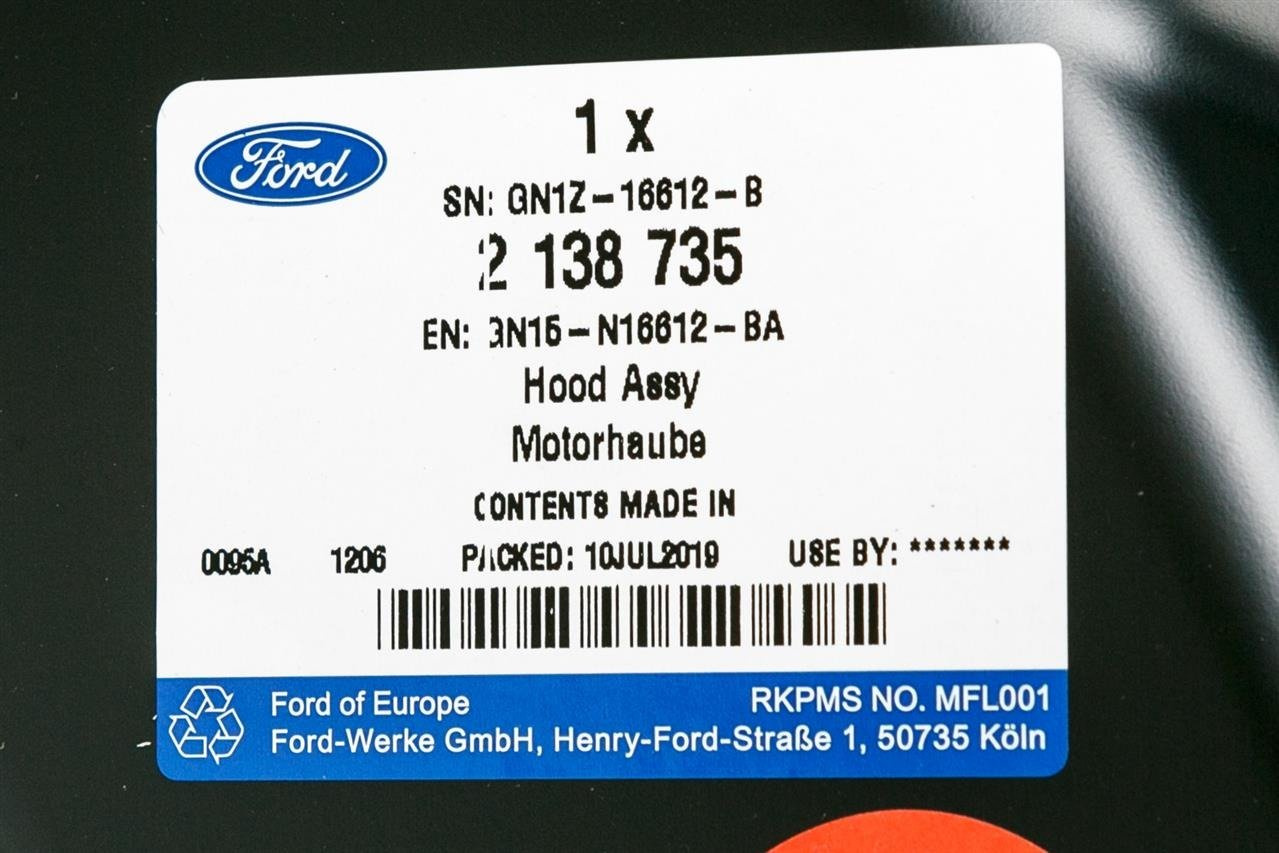 Ford
1 x
SN: GN1Z-16612-B
2 138 735
EN: GN15-N16612-BA
Hood Assy
Motorhaube
CONTENTS MADE IN
0095A 1206 PACKED: 10JUL2019 USE BY: *******
Ford of Europe RKPMS NO. MFL001
Ford-Werke GmbH, Henry-Ford-Straße 1, 50735 Köln